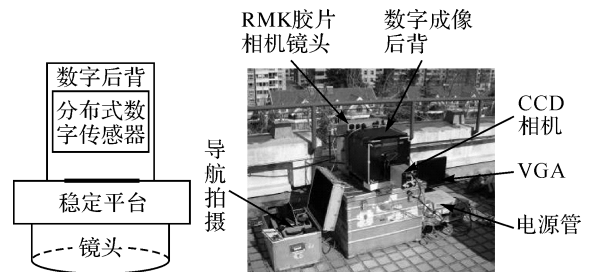 数字后背
分布式数
字传感器
稳定平台
镜头
RMK胶片
相机镜头
数字成像
后背
导航拍摄
CCD
相机
VGA
电源管